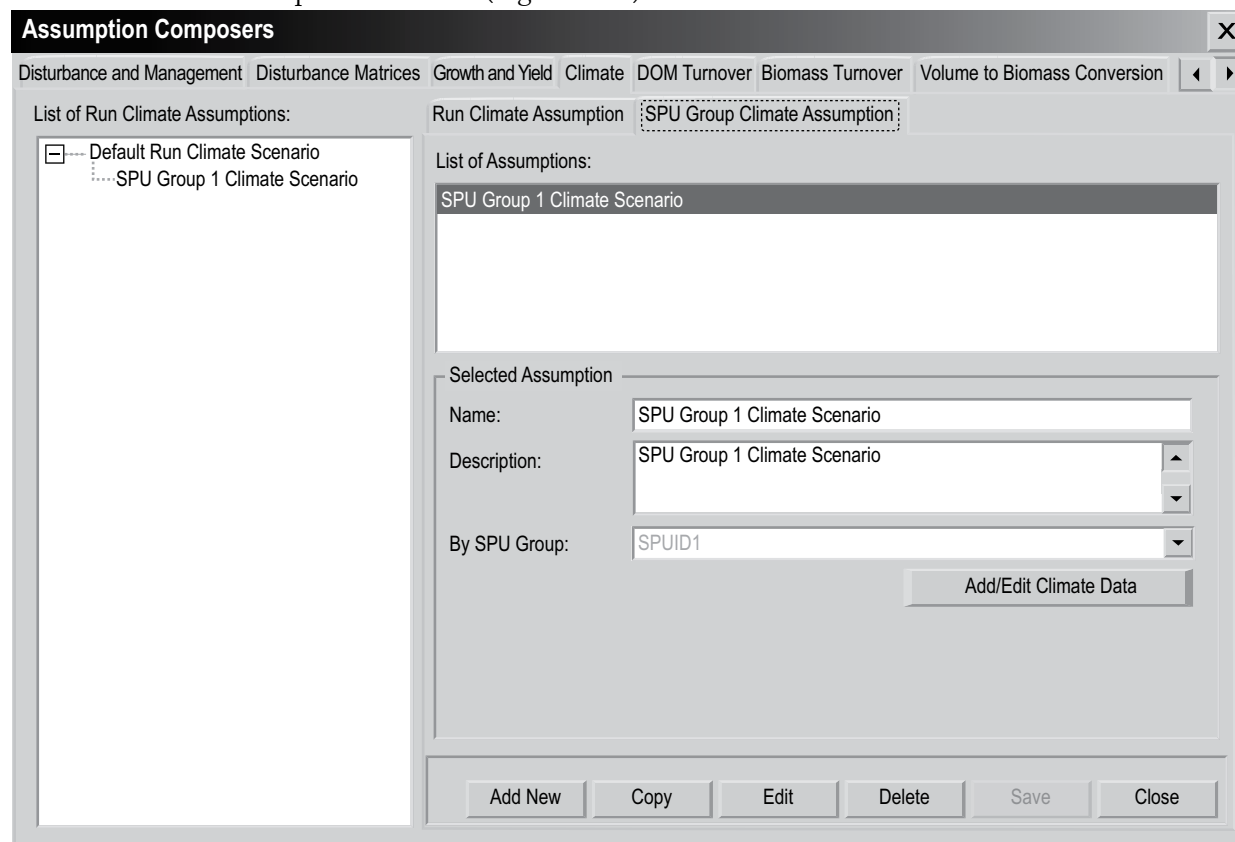 Assumption Composers
X
Disturbance and Management Disturbance Matrices Growth and Yield Climate DOM Turnover Biomass Turnover Volume to Biomass Conversion
List of Run Climate Assumptions:
Default Run Climate Scenario
SPU Group 1 Climate Scenario
Run Climate Assumption SPU Group Climate Assumption
List of Assumptions:
SPU Group 1 Climate Scenario
Selected Assumption
Name: SPU Group 1 Climate Scenario
Description: SPU Group 1 Climate Scenario
By SPU Group: SPUID1
Add/Edit Climate Data
Add New Copy Edit Delete Save Close